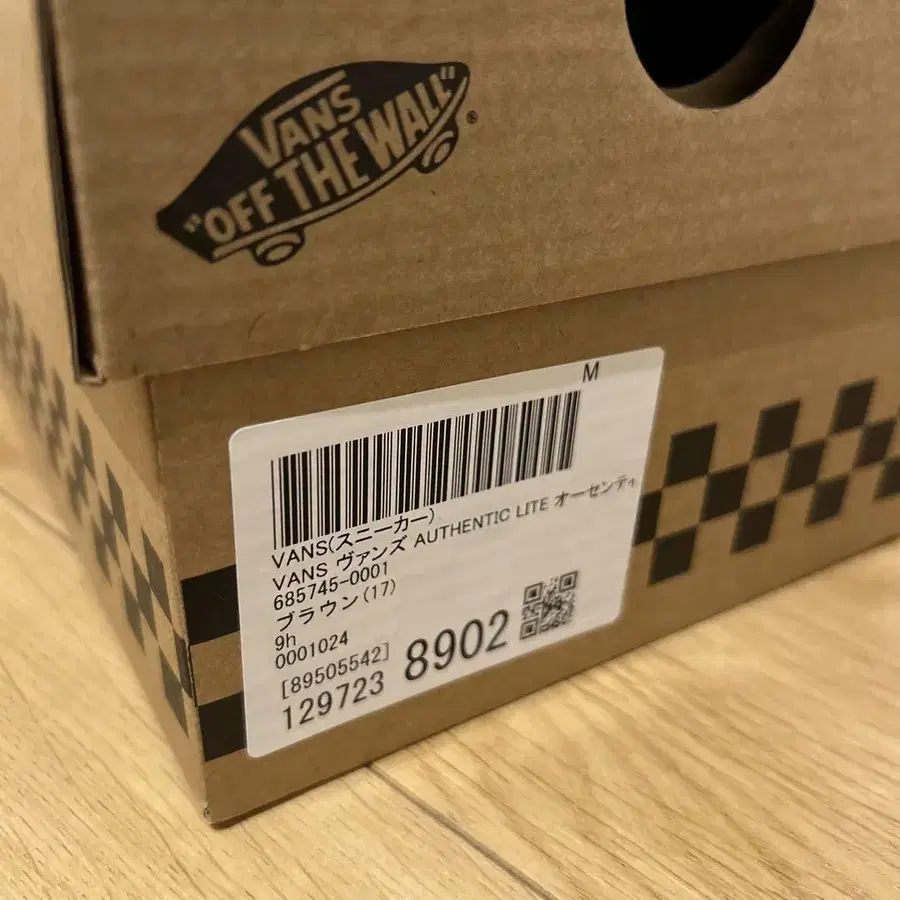 VANS
"OFF THE WALL"®
M
VANS(スニーカー)
VANS ヴァンズ AUTHENTIC LITE オーセンティ
685745-0001
ブラウン(17)
9h
0001024
[89505542]
129723 8902